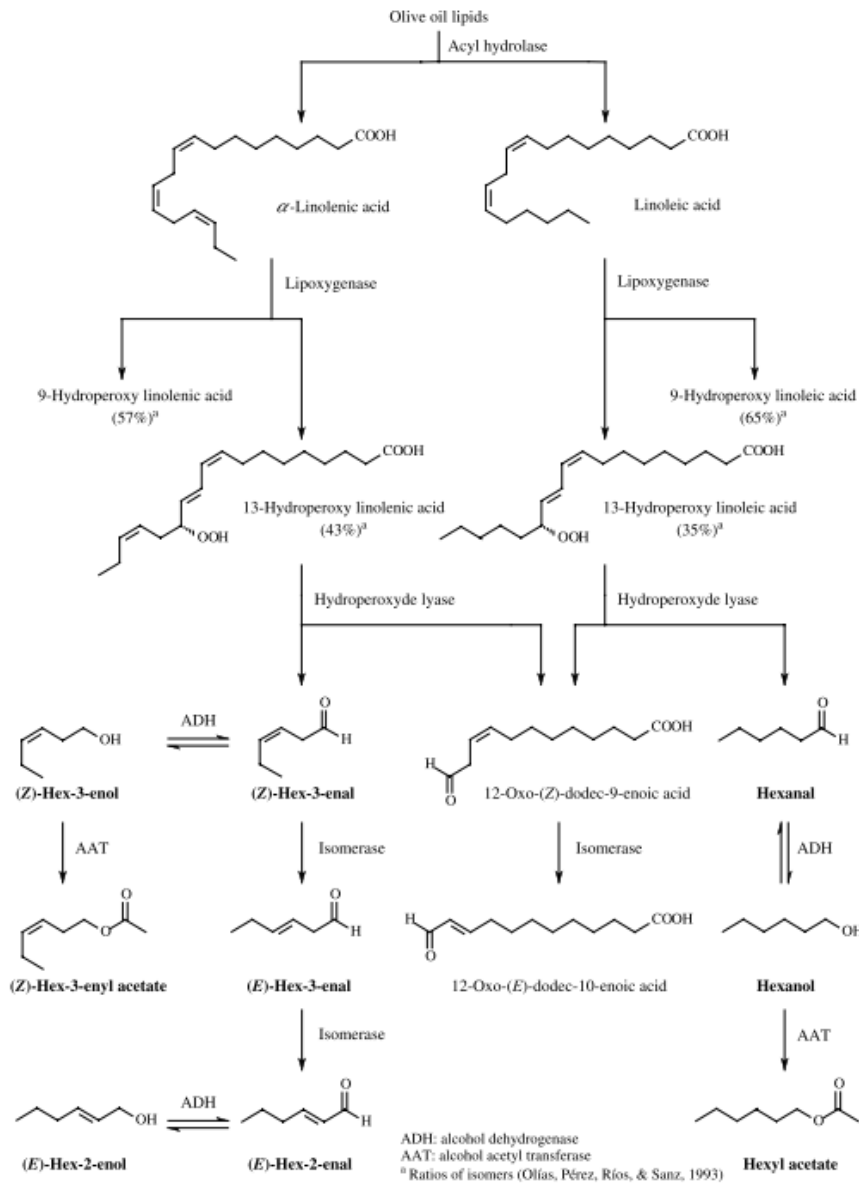 Olive oil lipids
Acyl hydrolase
COOH
COOH
α-Linolenic acid
Linoleic acid
Lipoxygenase
Lipoxygenase
9-Hydroperoxy linolenic acid
(57%)ª
9-Hydroperoxy linoleic acid
(65%)ª
COOH
COOH
13-Hydroperoxy linolenic acid
(43%)ª
OOH
13-Hydroperoxy linoleic acid
(35%)ª
OOH
Hydroperoxyde lyase
Hydroperoxyde lyase
OH
ADH
O
H
COOH
H
O
O
H
(Z)-Hex-3-enol
(Z)-Hex-3-enal
12-Oxo-(Z)-dodec-9-enoic acid
Hexanal
AAT
Isomerase
Isomerase
ADH
O
O
O
H
H
O
COOH
OH
(Z)-Hex-3-enyl acetate
(E)-Hex-3-enal
12-Oxo-(E)-dodec-10-enoic acid
Hexanol
Isomerase
AAT
OH
ADH
O
H
O
O
(E)-Hex-2-enol
(E)-Hex-2-enal
ADH: alcohol dehydrogenase
AAT: alcohol acetyl transferase
ª Ratios of isomers (Olías, Pérez, Ríos, & Sanz, 1993)
Hexyl acetate